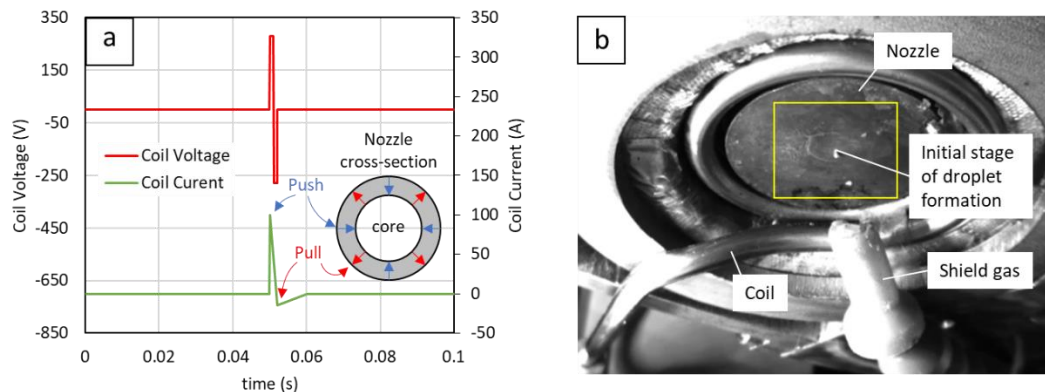 a
350
150
-50
-250
-450
-650
-850
Coil Voltage (V)
0
0.02
0.04
0.06
0.08
0.1
time (s)
350
300
250
200
150
100
50
0
-50
Coil Current (A)
Coil Voltage
Coil Curent
Nozzle
cross-section
Push
core
Pull
b
Nozzle
Initial stage
of droplet
formation
Shield gas
Coil